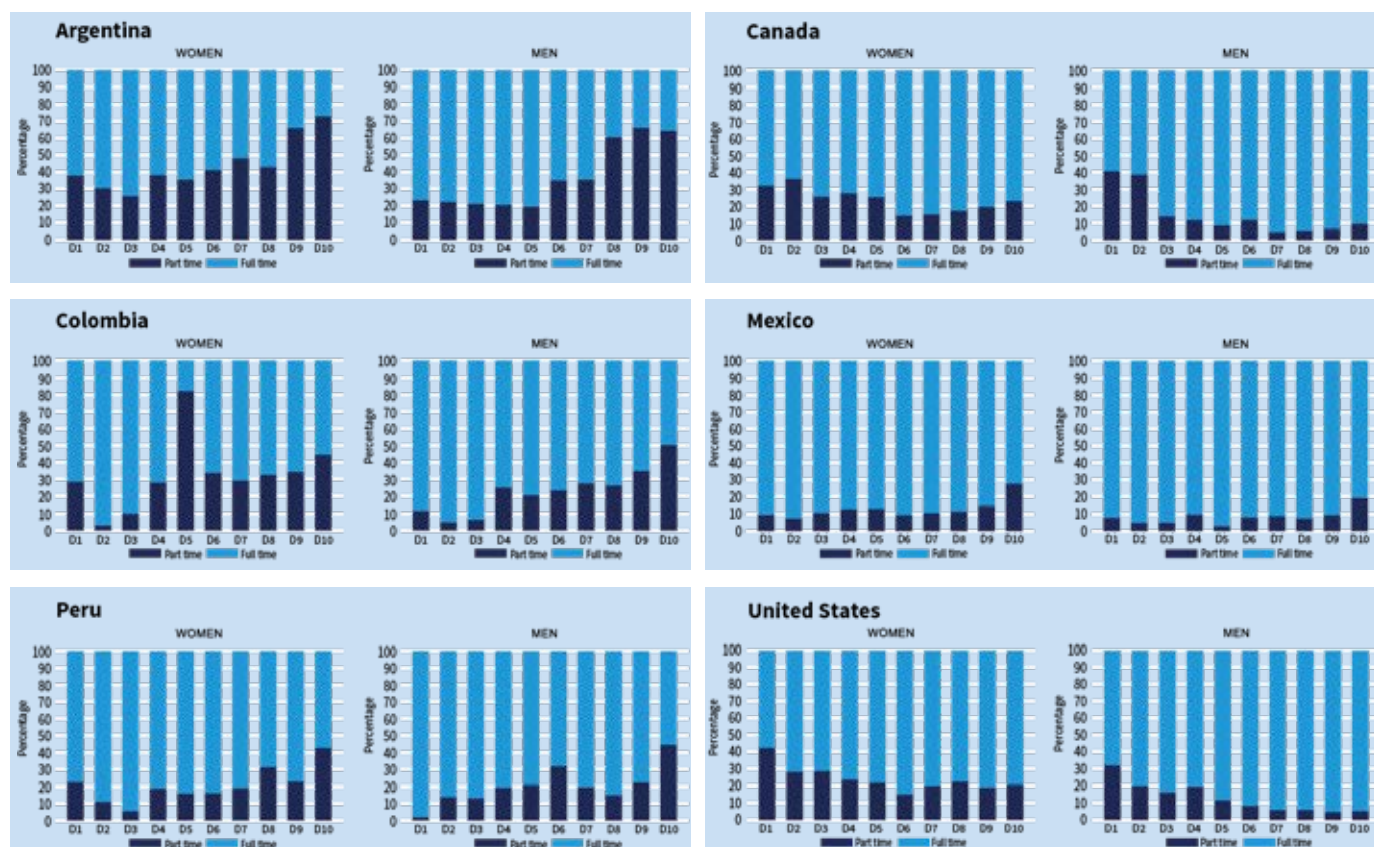 Argentina
WOMEN
MEN
Percentage
100
90
80
70
60
50
40
30
20
10
0
D1 D2 D3 D4 D5 D6 D7 D8 D9 D10
Part time Full time
Percentage
100
90
80
70
60
50
40
30
20
10
0
D1 D2 D3 D4 D5 D6 D7 D8 D9 D10
Part time Full time
Canada
WOMEN
MEN
Percentage
100
90
80
70
60
50
40
30
20
10
0
D1 D2 D3 D4 D5 D6 D7 D8 D9 D10
Part time Full time
Percentage
100
90
80
70
60
50
40
30
20
10
0
D1 D2 D3 D4 D5 D6 D7 D8 D9 D10
Part time Full time
Colombia
WOMEN
MEN
Percentage
100
90
80
70
60
50
40
30
20
10
0
D1 D2 D3 D4 D5 D6 D7 D8 D9 D10
Part time Full time
Percentage
100
90
80
70
60
50
40
30
20
10
0
D1 D2 D3 D4 D5 D6 D7 D8 D9 D10
Part time Full time
Mexico
WOMEN
MEN
Percentage
100
90
80
70
60
50
40
30
20
10
0
D1 D2 D3 D4 D5 D6 D7 D8 D9 D10
Part time Full time
Percentage
100
90
80
70
60
50
40
30
20
10
0
D1 D2 D3 D4 D5 D6 D7 D8 D9 D10
Part time Full time
Peru
WOMEN
MEN
Percentage
100
90
80
70
60
50
40
30
20
10
0
D1 D2 D3 D4 D5 D6 D7 D8 D9 D10
Part time Full time
Percentage
100
90
80
70
60
50
40
30
20
10
0
D1 D2 D3 D4 D5 D6 D7 D8 D9 D10
Part time Full time
United States
WOMEN
MEN
Percentage
100
90
80
70
60
50
40
30
20
10
0
D1 D2 D3 D4 D5 D6 D7 D8 D9 D10
Part time Full time
Percentage
100
90
80
70
60
50
40
30
20
10
0
D1 D2 D3 D4 D5 D6 D7 D8 D9 D10
Part time Full time